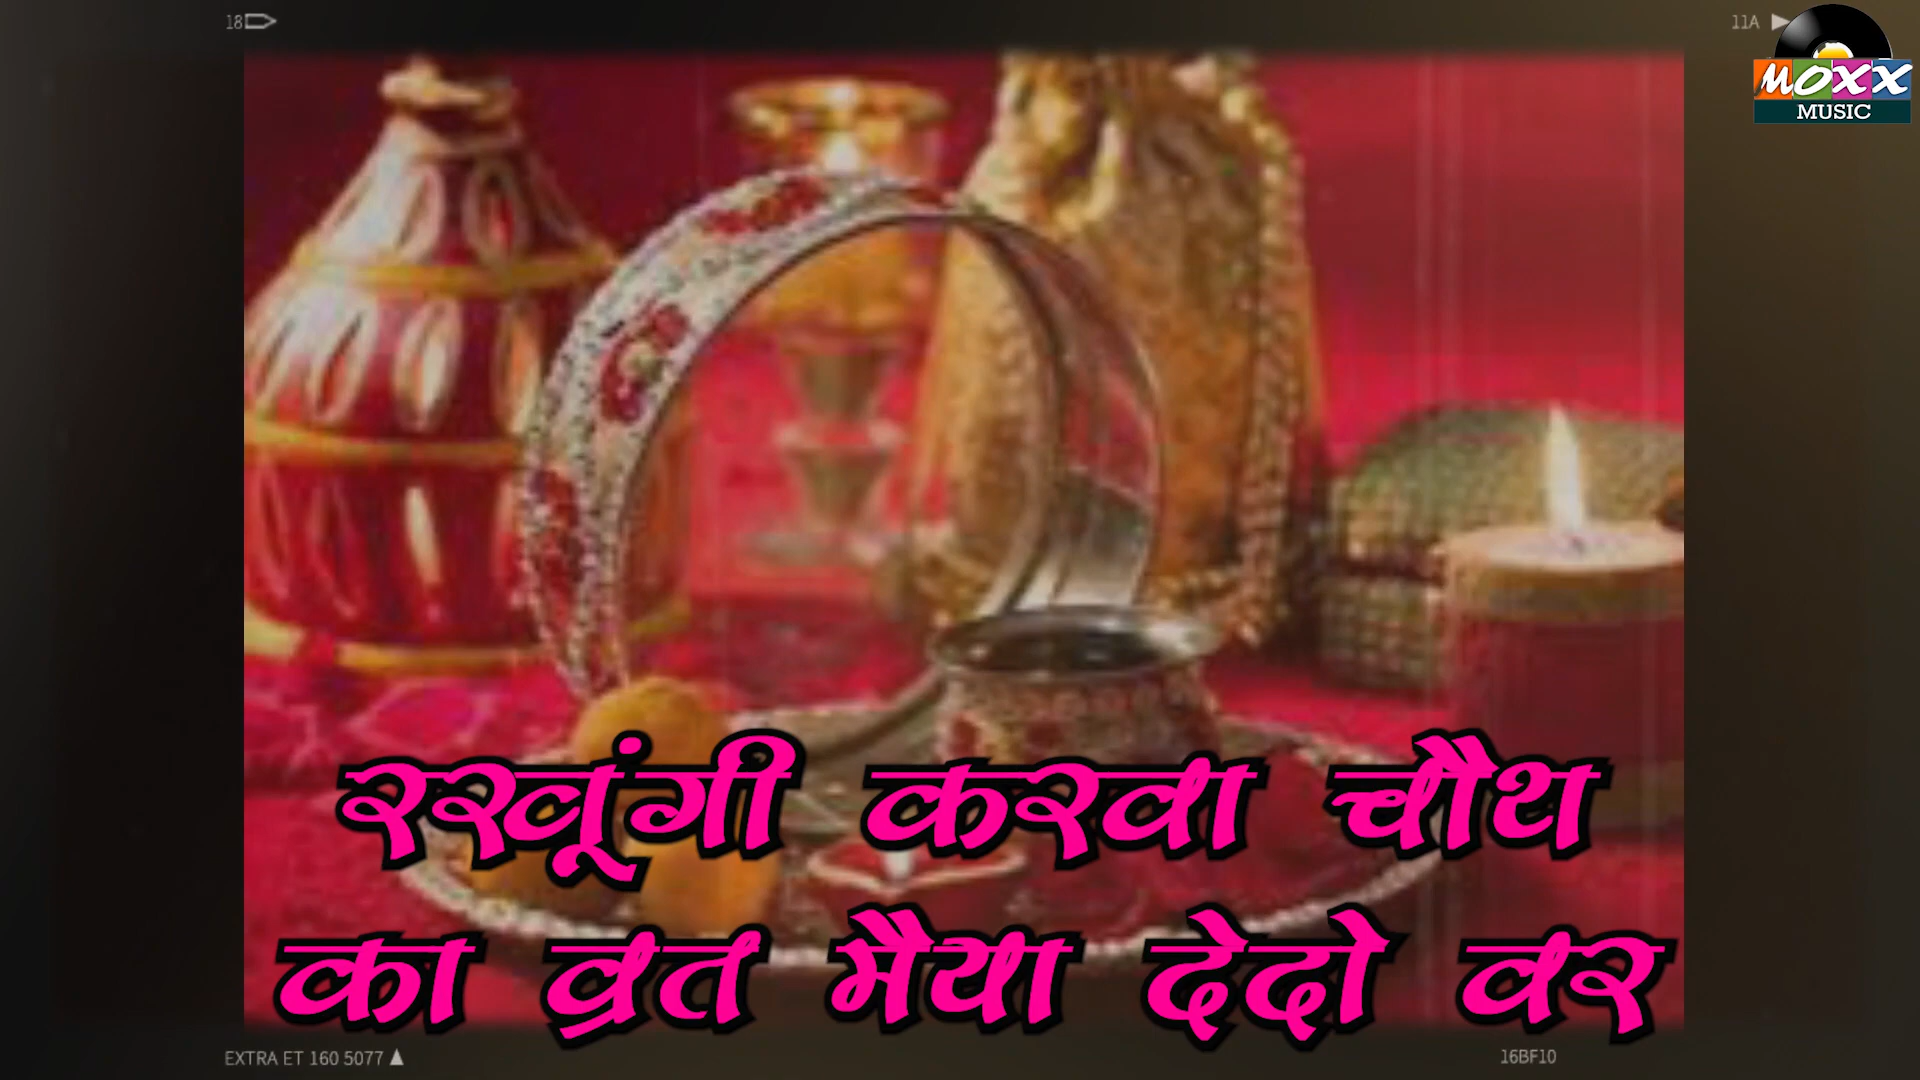 18
11A
MOXX
MUSIC
रखूंगी करवा चौथ
का व्रत मैया देदो वर
EXTRA ET 160 5077
16BF10